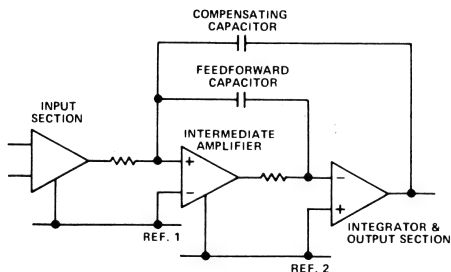 COMPENSATING
CAPACITOR
FEEDFORWARD
CAPACITOR
INPUT
SECTION
INTERMEDIATE
AMPLIFIER
+
−
−
+
INTEGRATOR &
OUTPUT SECTION
REF. 1
REF. 2